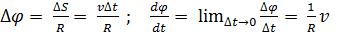 Δφ = ΔS/R = vΔt/R ; dφ/dt = lim_{Δt→0} Δφ/Δt = 1/R v